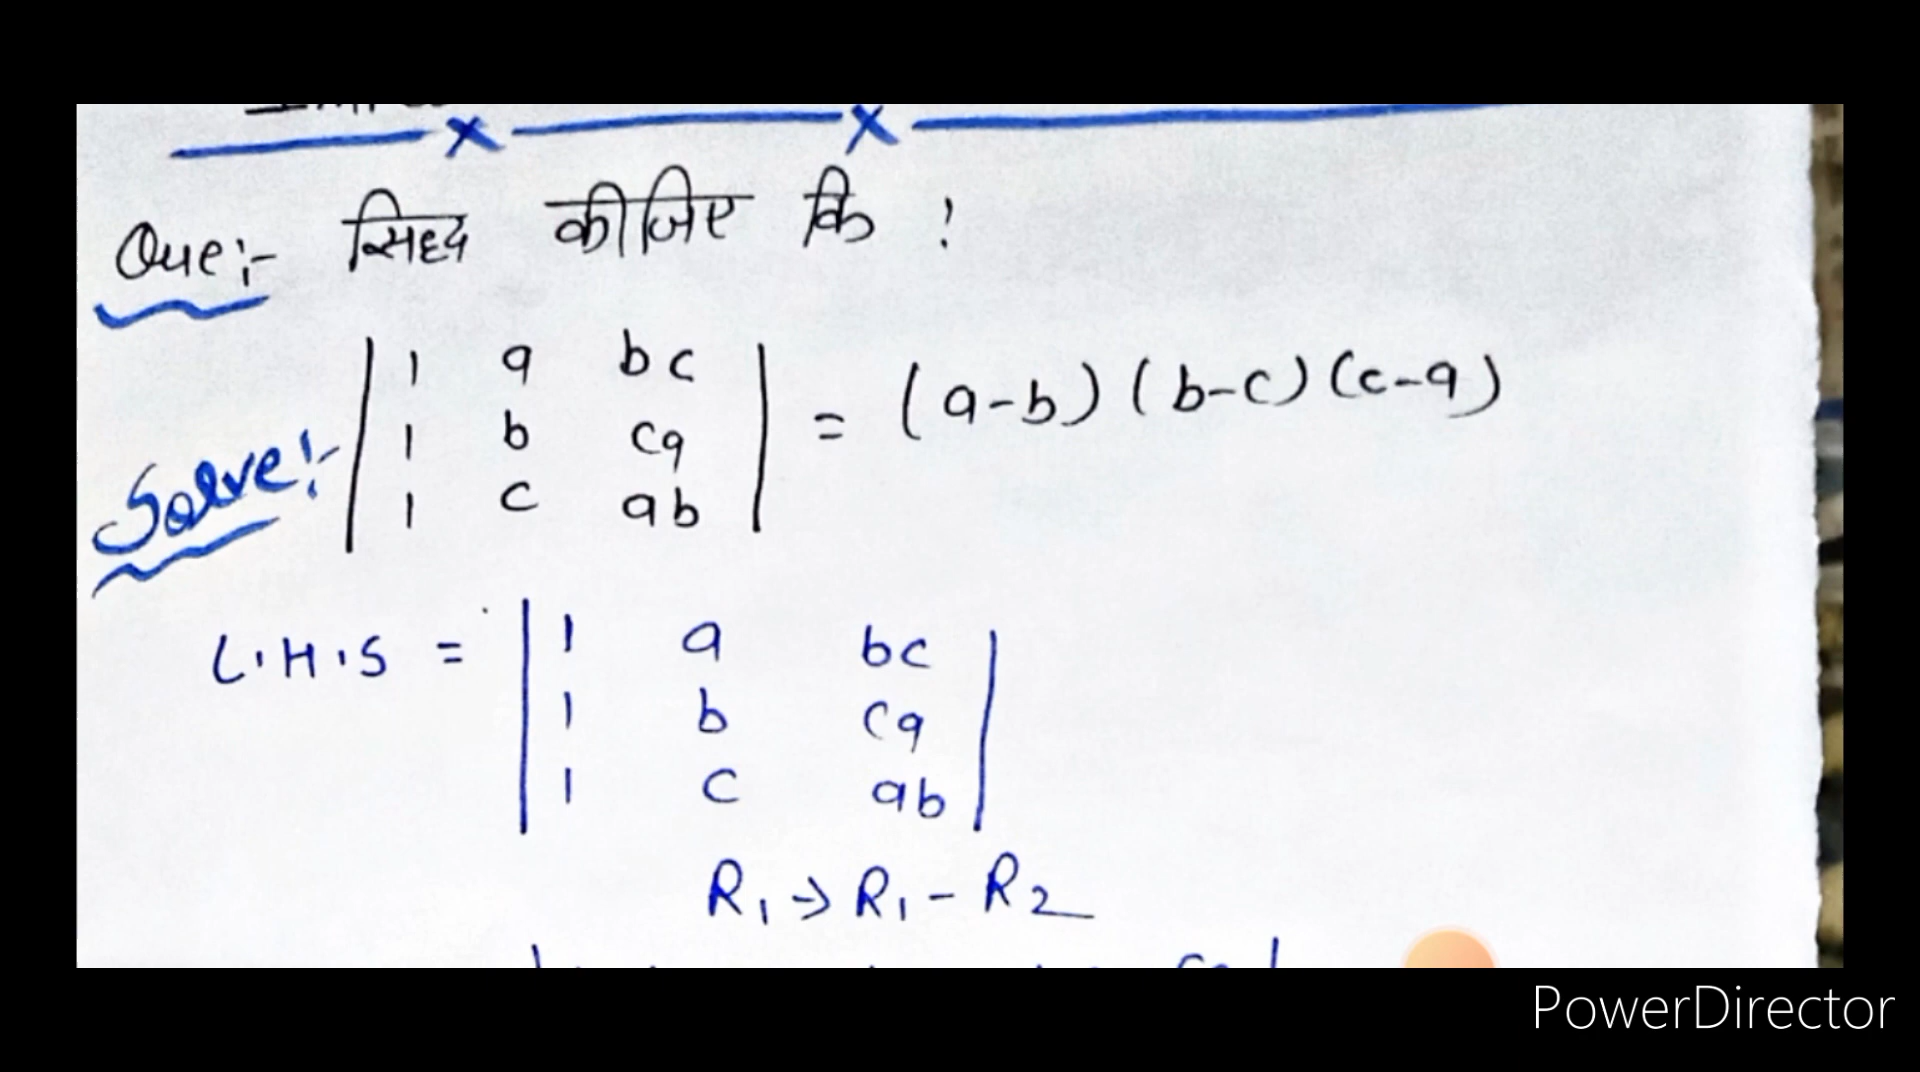 Que:- सिद्ध कीजिए कि !
| 1 a bc |
| 1 b ca | = (a-b) (b-c) (c-a)
Solve:- | 1 c ab |
L.H.S = | 1 a bc |
| 1 b ca |
| 1 c ab |
R₁ → R₁ - R₂
PowerDirector